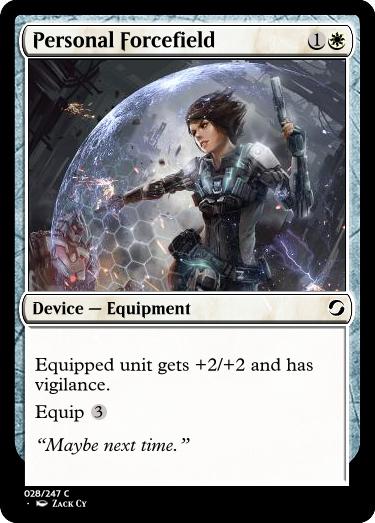 Personal Forcefield 1
Device — Equipment
Equipped unit gets +2/+2 and has
vigilance.
Equip 3
“Maybe next time.”
028/247 C
· Zack Cy